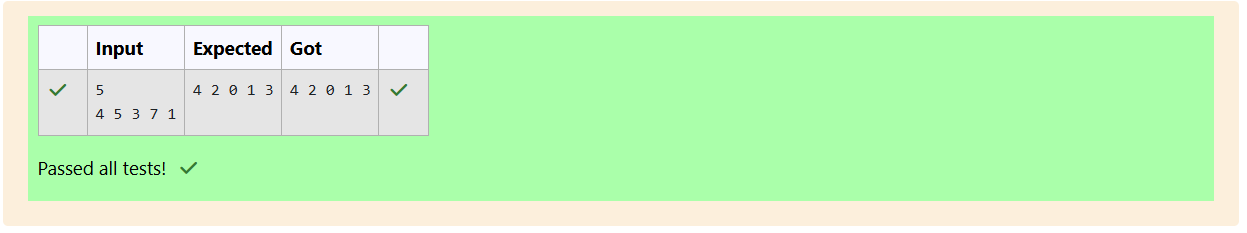 Input Expected Got
5 4 2 0 1 3 4 2 0 1 3
4 5 3 7 1
Passed all tests!